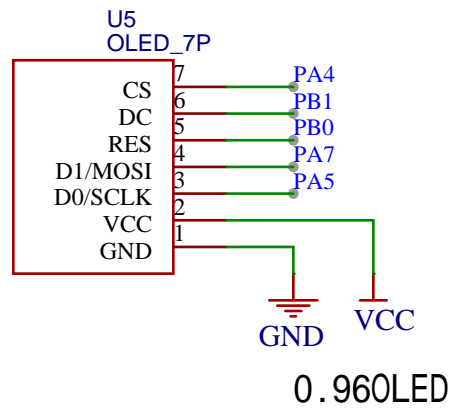 U5
OLED_7P
CS 7 PA4
DC 6 PB1
RES 5 PB0
D1/MOSI 4 PA7
D0/SCLK 3 PA5
VCC 2
GND 1
GND VCC
0.96OLED